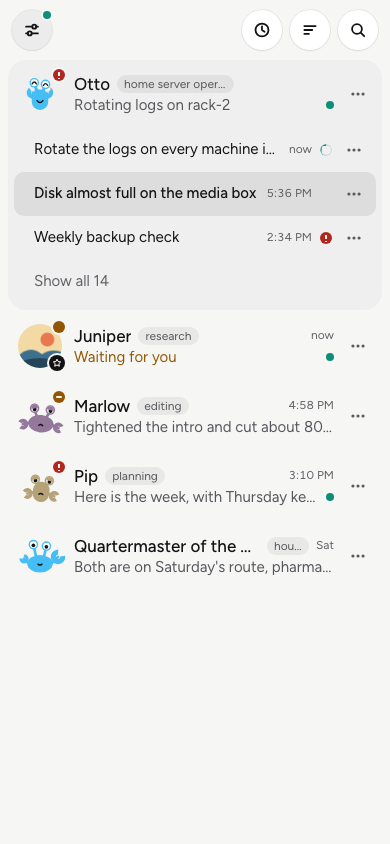 Otto
home server oper...
Rotating logs on rack-2
Rotate the logs on every machine i...
now
Disk almost full on the media box
5:36 PM
Weekly backup check
2:34 PM
Show all 14
Juniper
research
now
Waiting for you
Marlow
editing
4:58 PM
Tightened the intro and cut about 80...
Pip
planning
3:10 PM
Here is the week, with Thursday ke...
Quartermaster of the ...
hou...
Sat
Both are on Saturday's route, pharma...